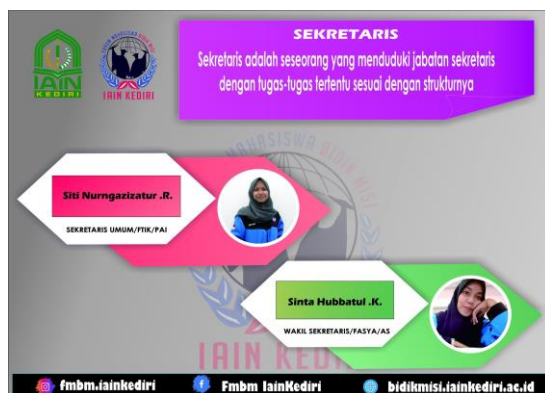 SEKRETARIS
Sekretaris adalah seseorang yang menduduki jabatan sekretaris
dengan tugas-tugas tertentu sesuai dengan strukturnya
IAIN
KEDIRI
IAIN KEDIRI
Siti Nurngazizatur .R.
SEKRETARIS UMUM/FTIK/PAI
Sinta Hubbatul .K.
WAKIL SEKRETARIS/FASYA/AS
IAIN KEDIRI
fmbm.iainkediri
Fmbm IainKediri
bidikmisi.iainkediri.ac.id